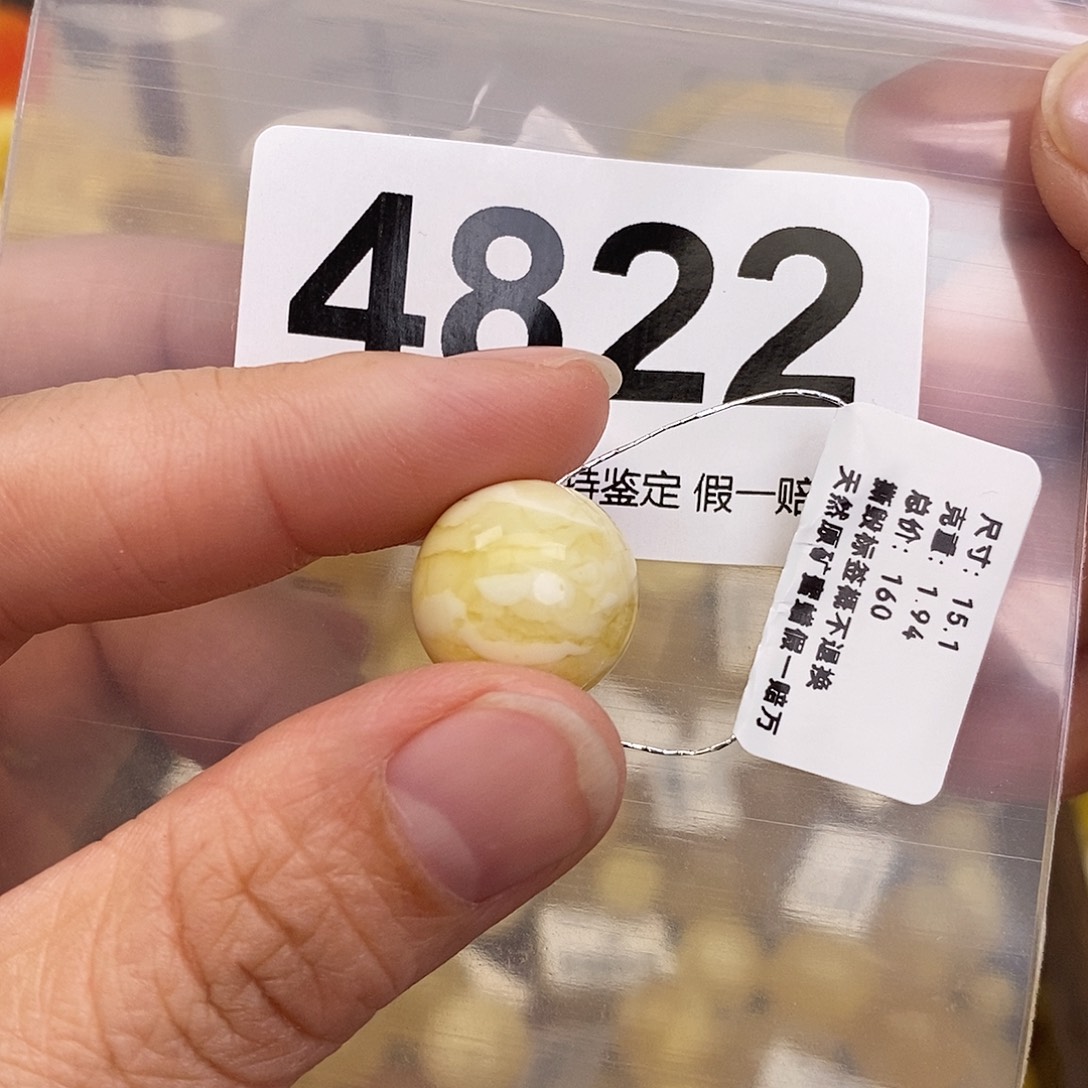 4822
持鉴定 假一赔
尺寸: 15.1
克重: 1.94
总价: 160
撕毁标签概不退换
天然原矿蜜蜡假一赔万